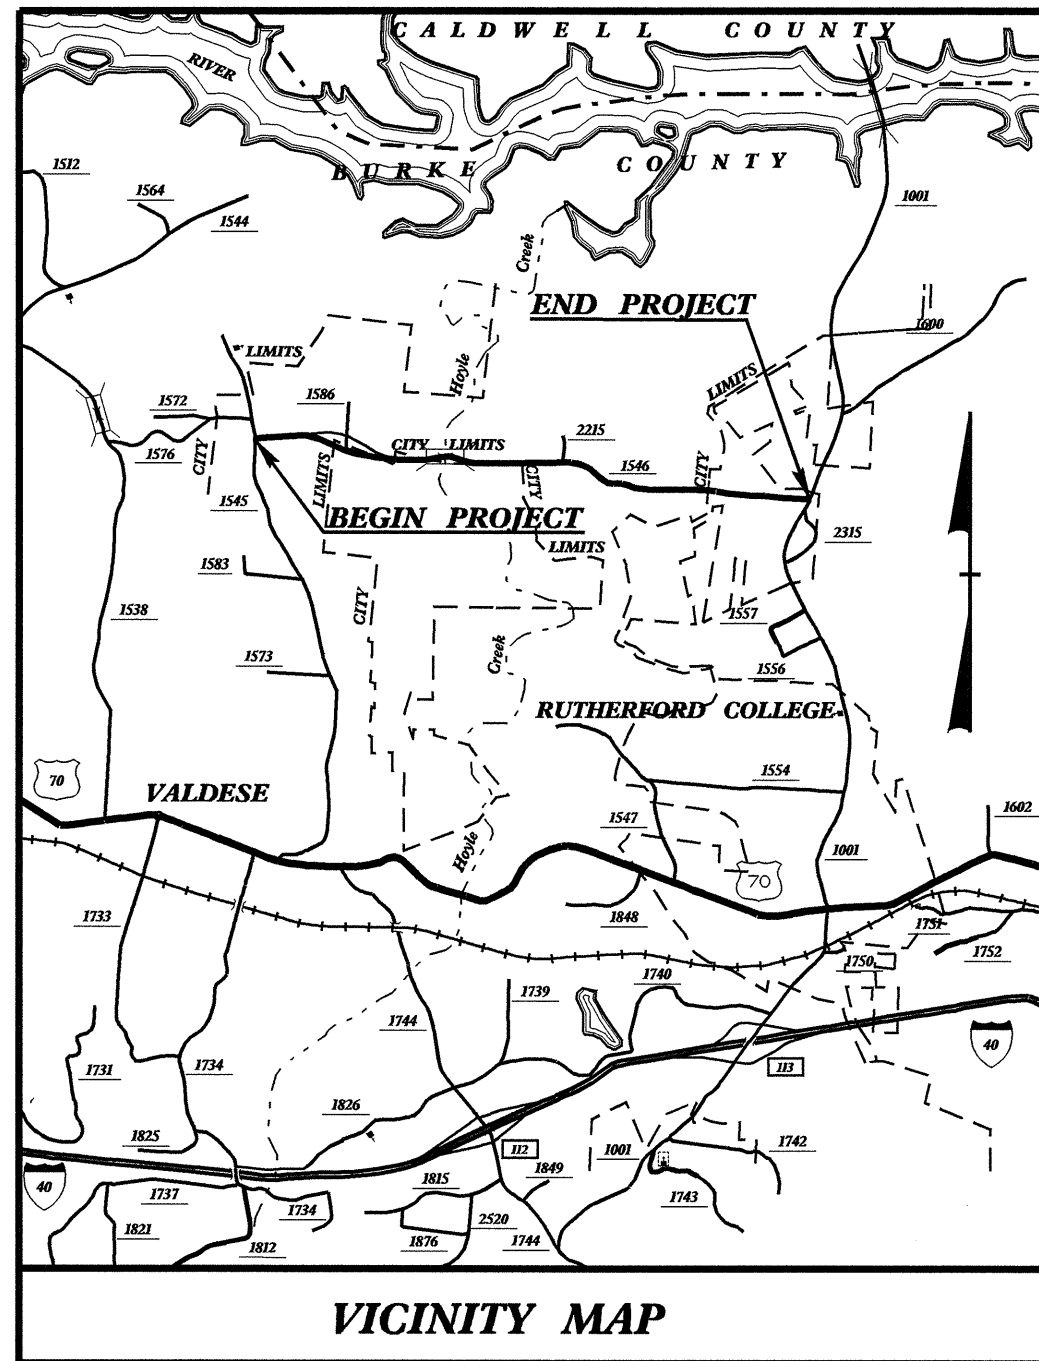 CALDWELL COUNTY
RIVER
BURKE COUNTY
1512
1564
1544
1001
Creek
END PROJECT
1600
LIMITS
Hoyle
LIMITS
1572
1586
CITY LIMITS
2215
1576
CITY
LIMITS
CITY
1546
CITY
1545
BEGIN PROJECT
2315
LIMITS
1583
CITY
1538
1557
1573
Creek
1556
RUTHERFORD COLLEGE
70
VALDESE
1554
1547
1602
Hoyle
1001
70
1733
1848
1751
1752
1750
1740
1739
1744
40
1731
1734
113
1826
1825
112
1001
1742
40
1815
1849
1737
1743
1734
1821
2520
1812
1876
1744
VICINITY MAP